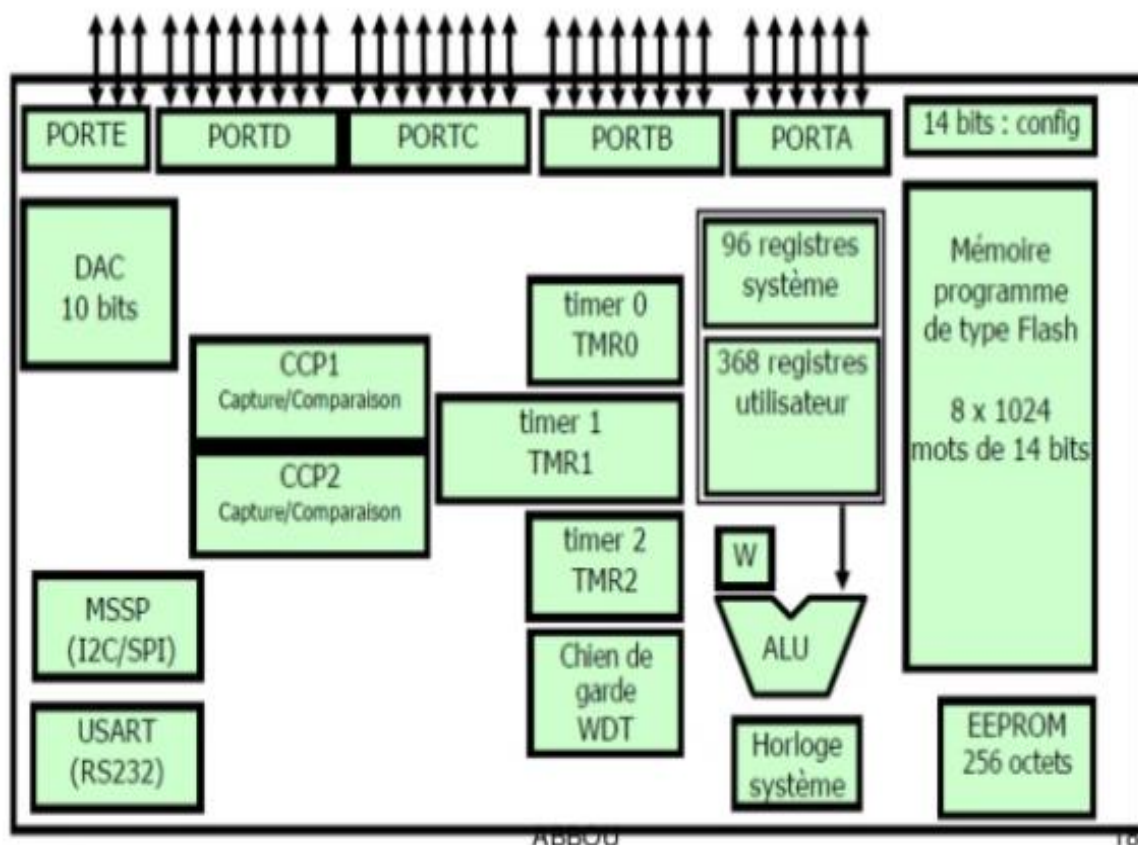 PORTE
PORTD
PORTC
PORTB
PORTA
14 bits : config
DAC
10 bits
CCP1
Capture/Comparaison
CCP2
Capture/Comparaison
timer 0
TMR0
timer 1
TMR1
timer 2
TMR2
Chien de
garde
WDT
96 registres
système
368 registres
utilisateur
W
ALU
Horloge
système
Mémoire
programme
de type Flash
8 x 1024
mots de 14 bits
MSSP
(I2C/SPI)
USART
(RS232)
EEPROM
256 octets
ABBOU
18